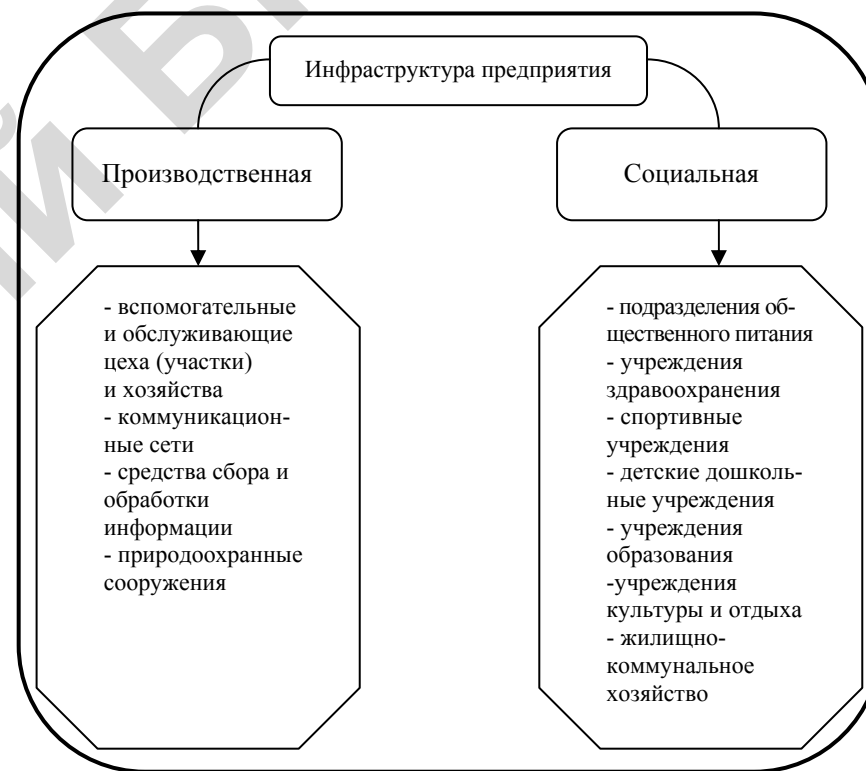 Инфраструктура предприятия
Производственная
Социальная
- вспомогательные
и обслуживающие
цеха (участки)
и хозяйства
- коммуникацион-
ные сети
- средства сбора и
обработки
информации
- природоохранные
сооружения
- подразделения об-
щественного питания
- учреждения
здравоохранения
- спортивные
учреждения
- детские дошколь-
ные учреждения
- учреждения
образования
-учреждения
культуры и отдыха
- жилищно-
коммунальное
хозяйство